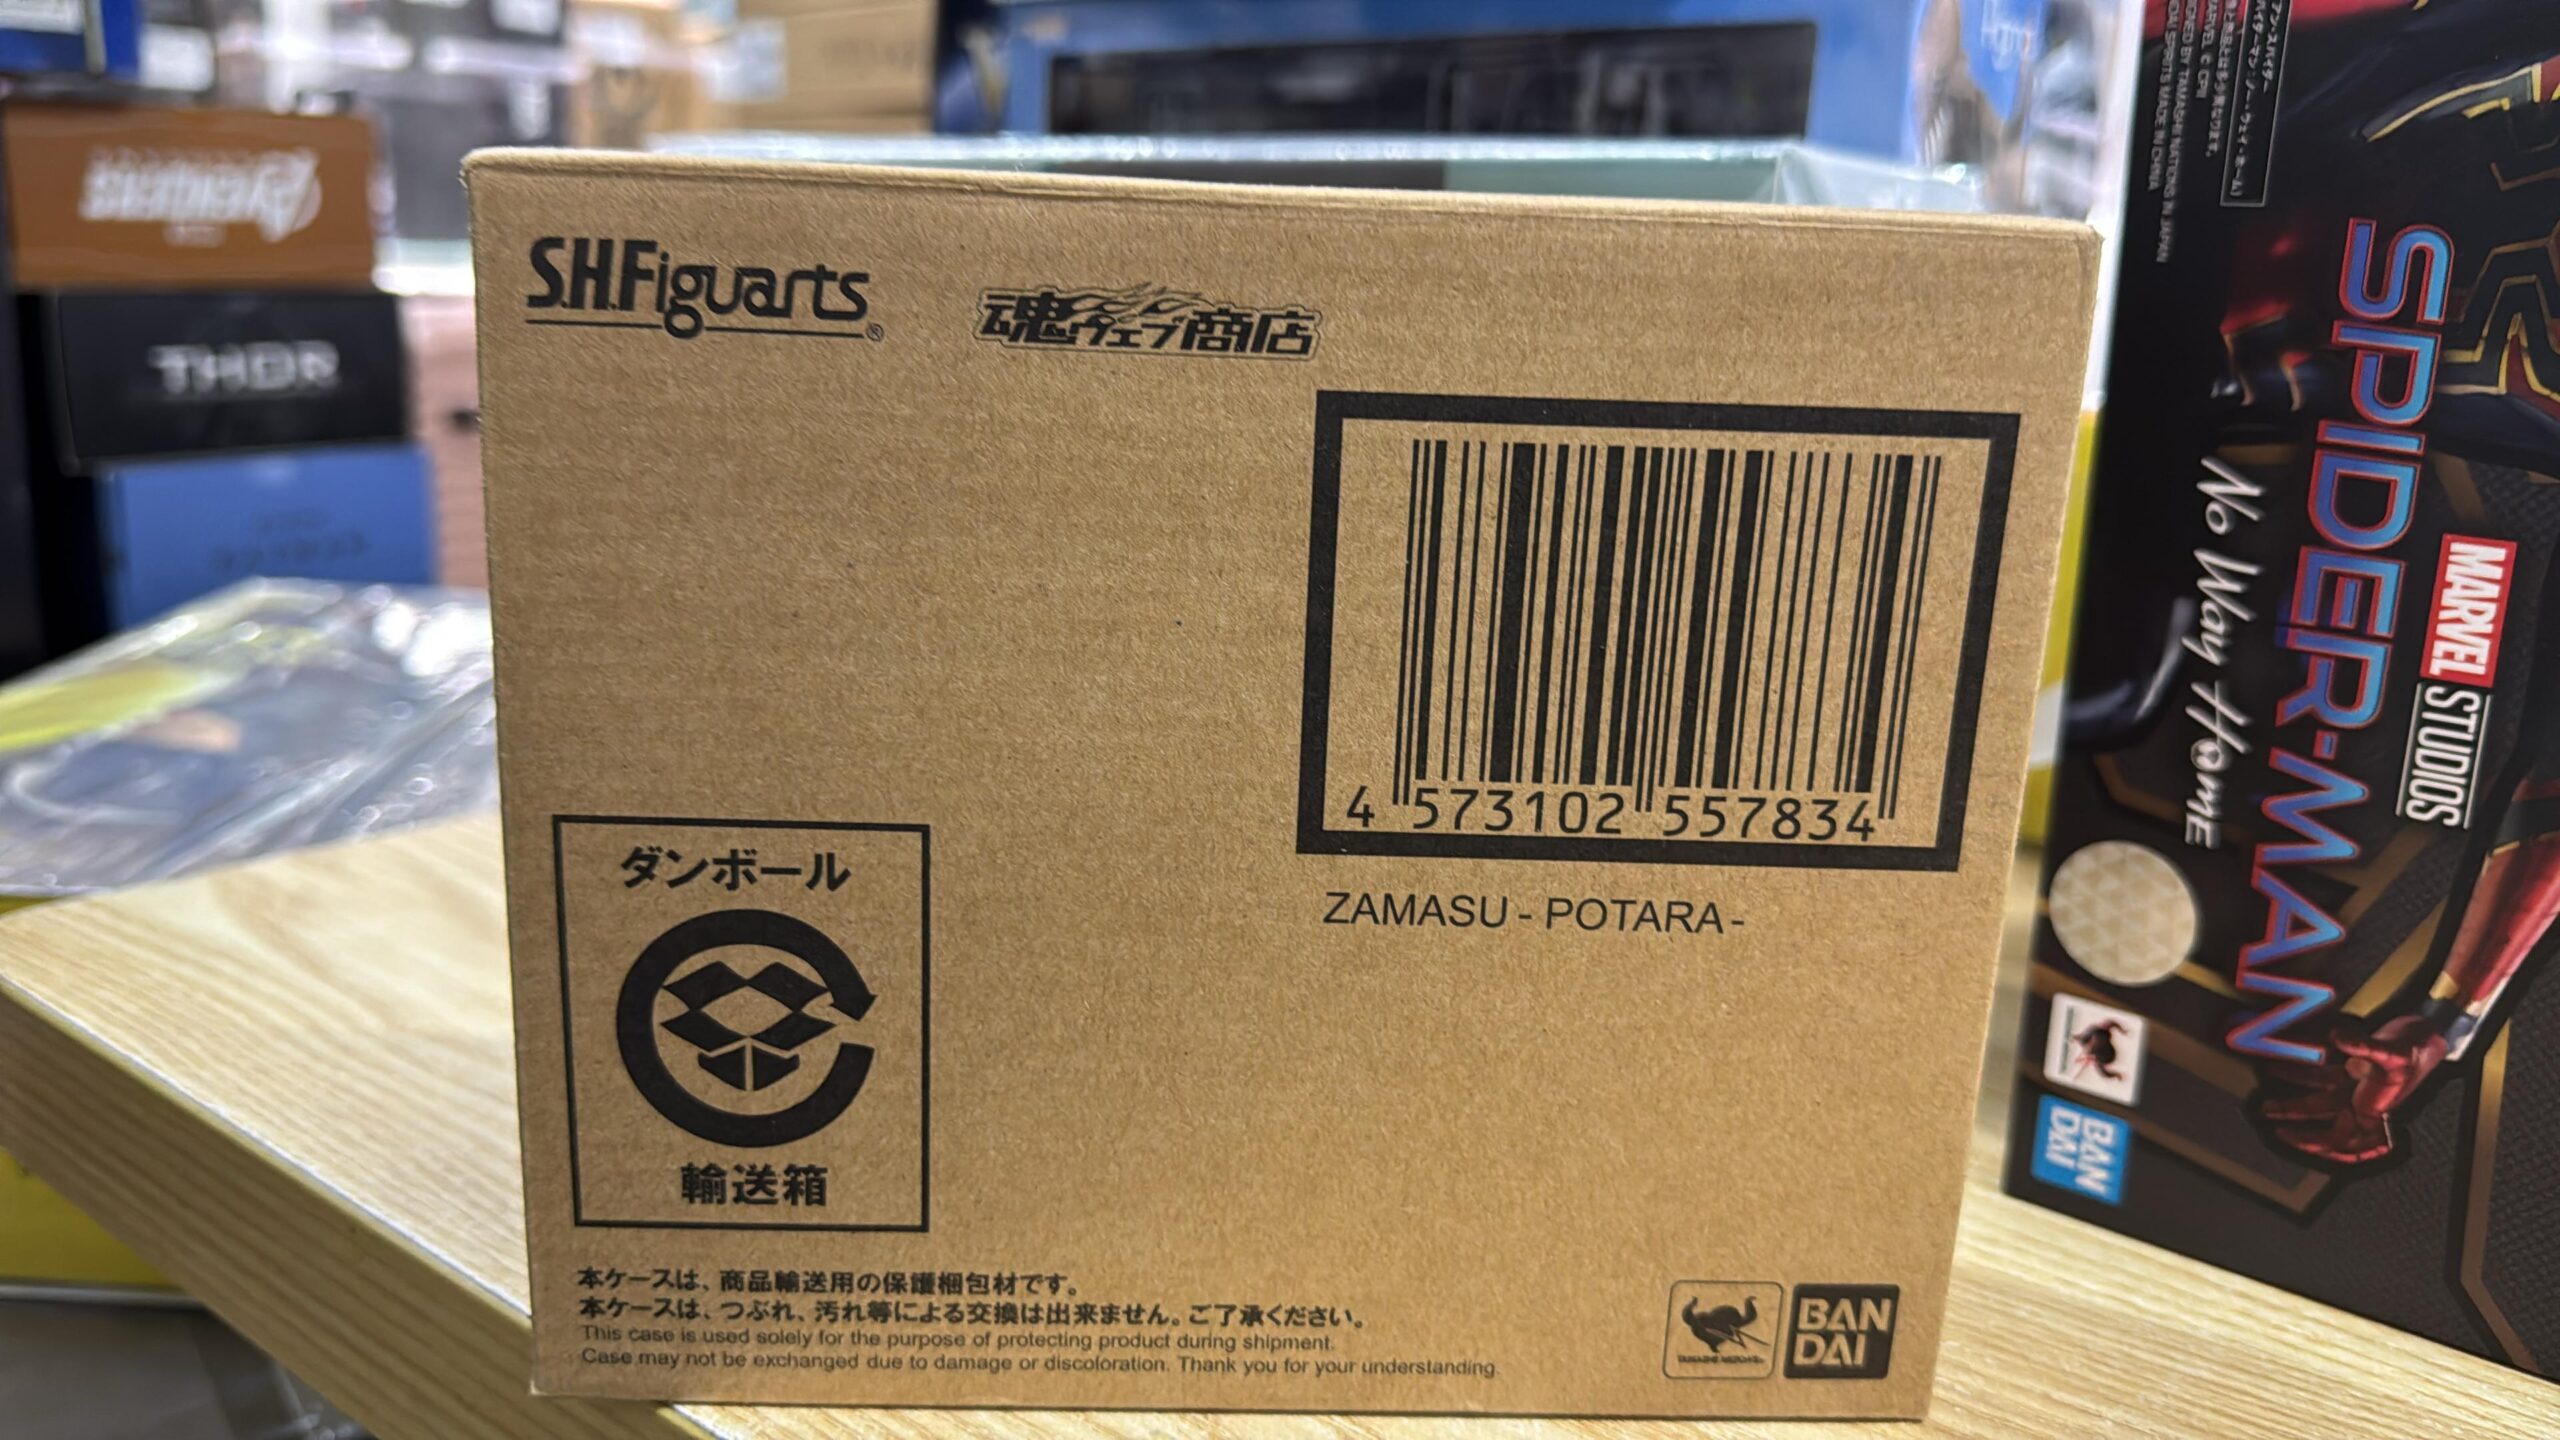 S.H.Figuarts®
魂ウェブ商店
4 573102 557834
ZAMASU - POTARA -
ダンボール
輸送箱
本ケースは、商品輸送用の保護梱包材です。
本ケースは、つぶれ、汚れ等による交換は出来ません。ご了承ください。
This case is used solely for the purpose of protecting product during shipment.
Case may not be exchanged due to damage or discoloration. Thank you for your understanding.
TAMASHII NATIONS
BAN
DAI
Avengers
THOR
MARVEL STUDIOS
SPIDER-MAN
No Way Home
BAN
DAI